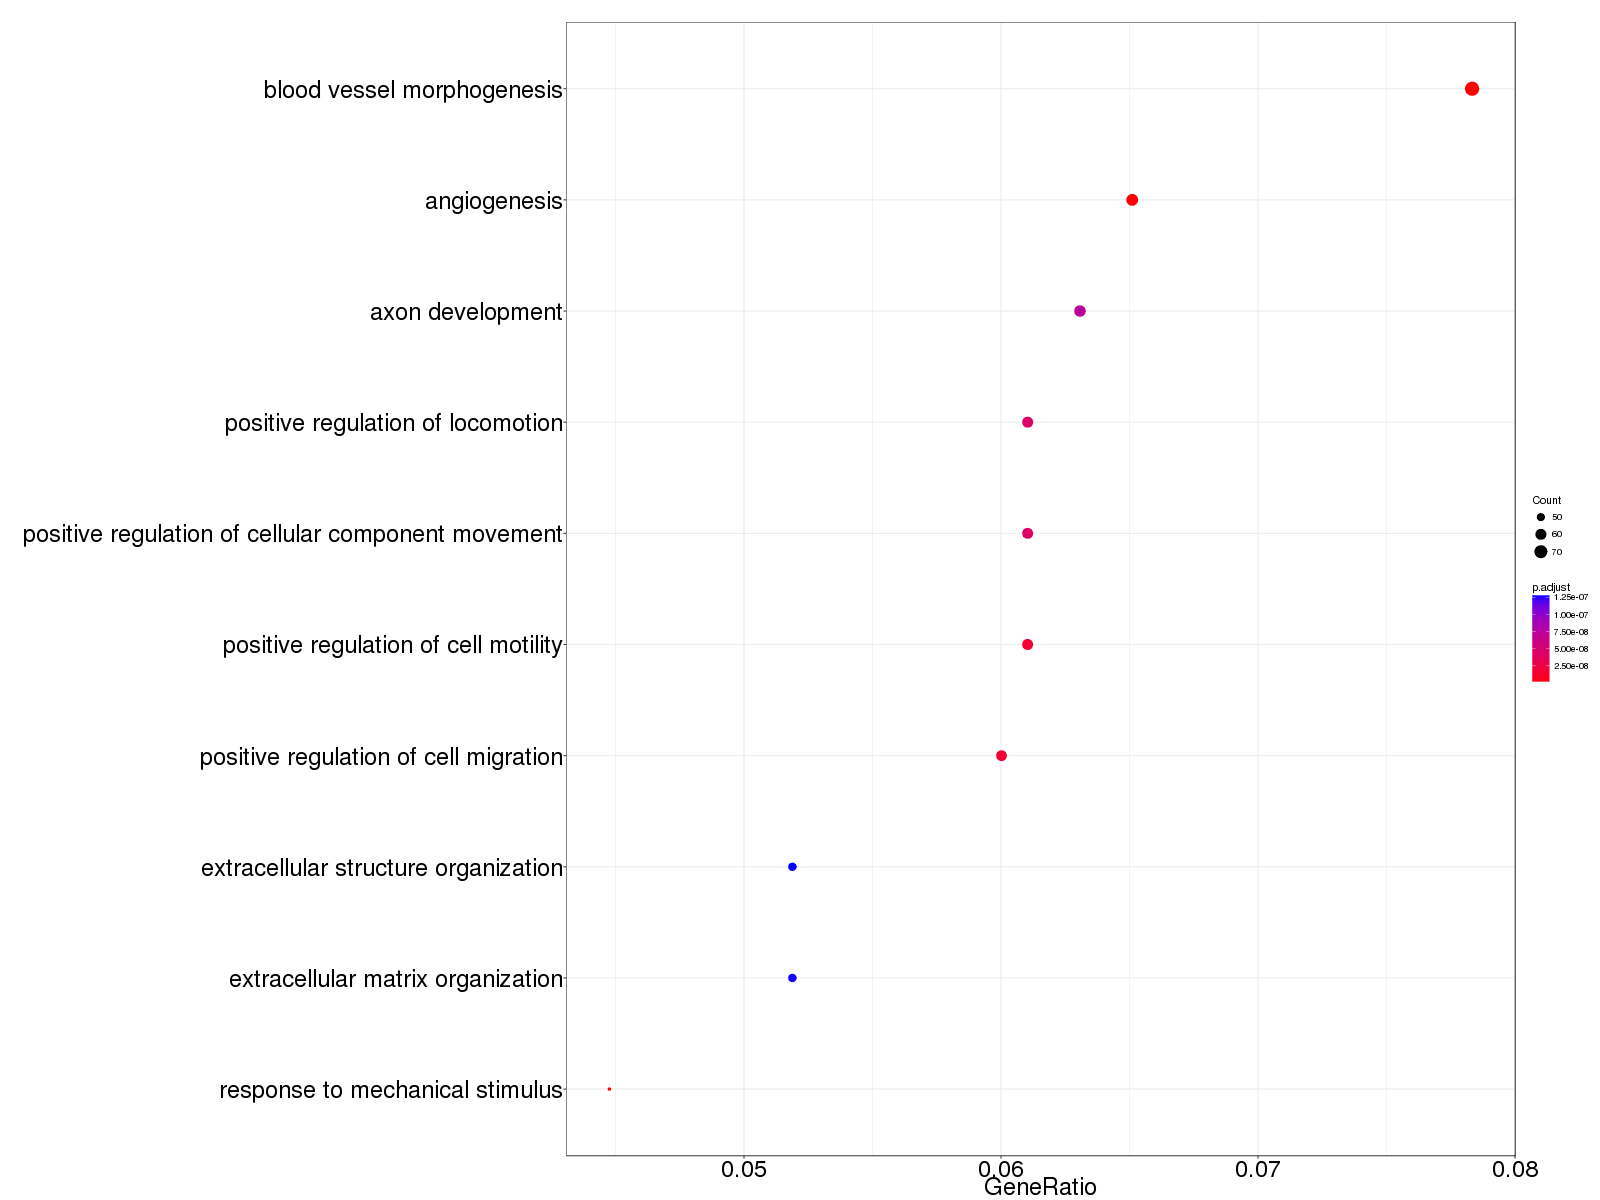 blood vessel morphogenesis
angiogenesis
axon development
positive regulation of locomotion
positive regulation of cellular component movement
positive regulation of cell motility
positive regulation of cell migration
extracellular structure organization
extracellular matrix organization
response to mechanical stimulus
0.05 0.06 0.07 0.08
GeneRatio
Count
50
60
70
p.adjust
1.25e-07
1.00e-07
7.50e-08
5.00e-08
2.50e-08